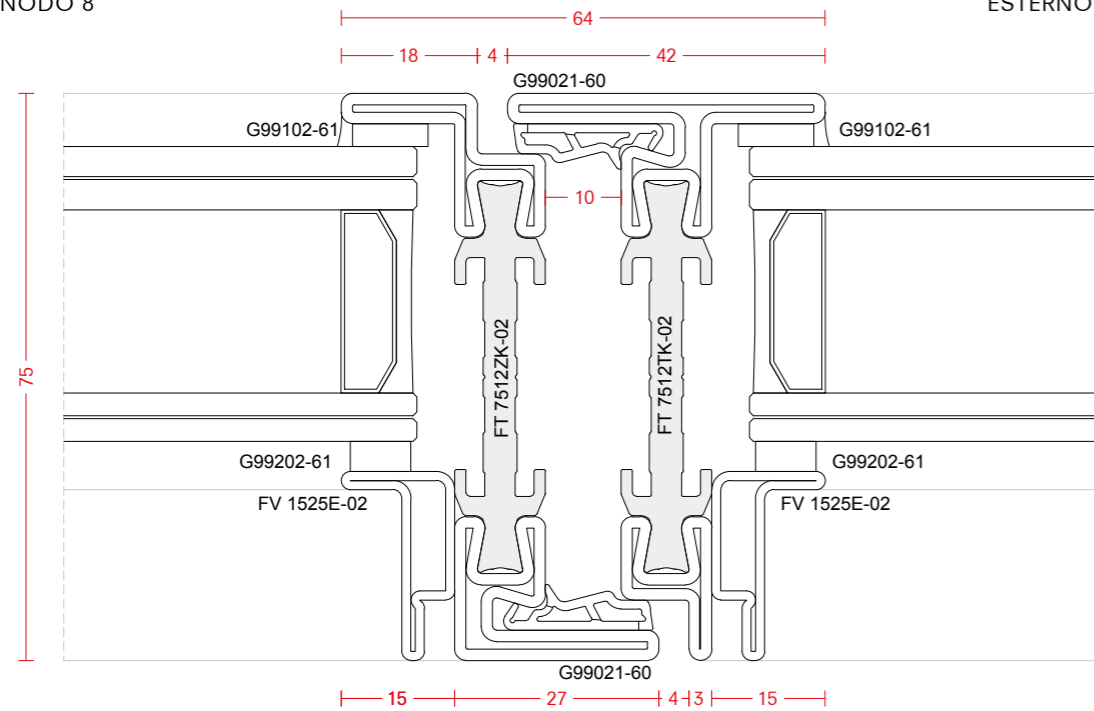 NODO 8
ESTERNO
64
18
4
42
G99021-60
G99102-61
G99102-61
10
75
FT 7512ZK-02
FT 7512TK-02
G99202-61
G99202-61
FV 1525E-02
FV 1525E-02
G99021-60
15
27
4
3
15